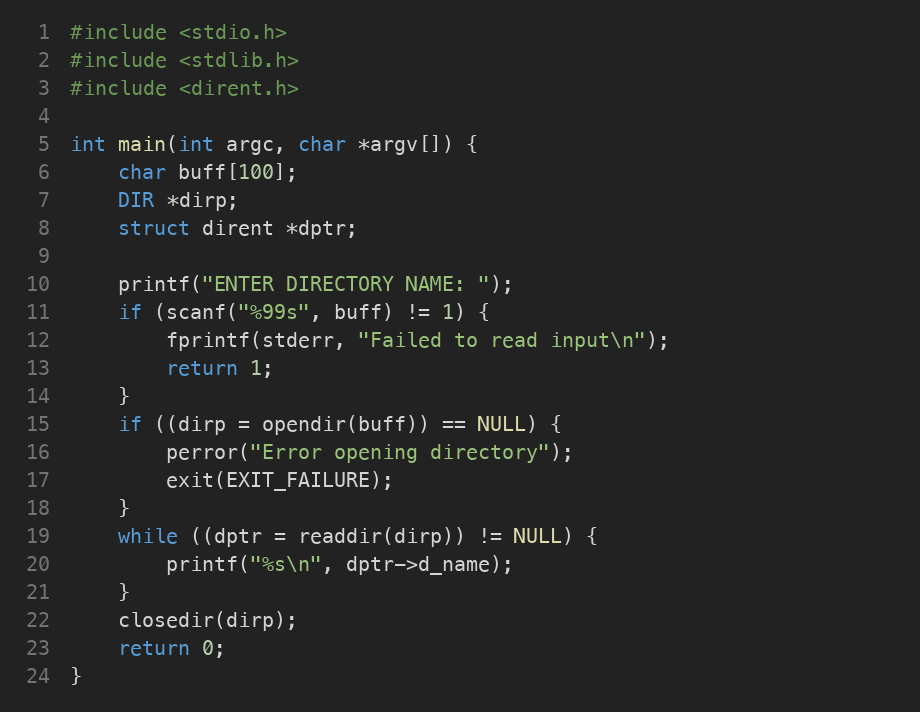 1 #include <stdio.h>
2 #include <stdlib.h>
3 #include <dirent.h>
4
5 int main(int argc, char *argv[]) {
6     char buff[100];
7     DIR *dirp;
8     struct dirent *dptr;
9
10     printf("ENTER DIRECTORY NAME: ");
11     if (scanf("%99s", buff) != 1) {
12         fprintf(stderr, "Failed to read input\n");
13         return 1;
14     }
15     if ((dirp = opendir(buff)) == NULL) {
16         perror("Error opening directory");
17         exit(EXIT_FAILURE);
18     }
19     while ((dptr = readdir(dirp)) != NULL) {
20         printf("%s\n", dptr->d_name);
21     }
22     closedir(dirp);
23     return 0;
24 }